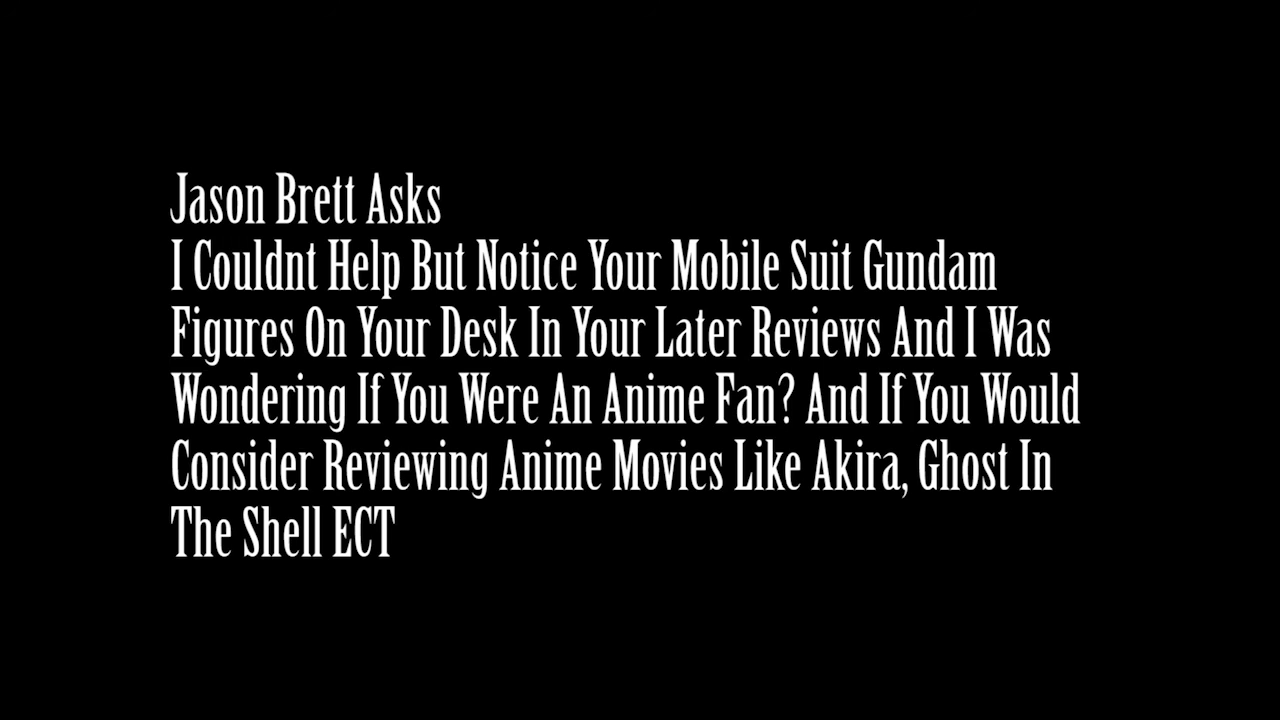 Jason Brett Asks
I Couldnt Help But Notice Your Mobile Suit Gundam
Figures On Your Desk In Your Later Reviews And I Was
Wondering If You Were An Anime Fan? And If You Would
Consider Reviewing Anime Movies Like Akira, Ghost In
The Shell ECT